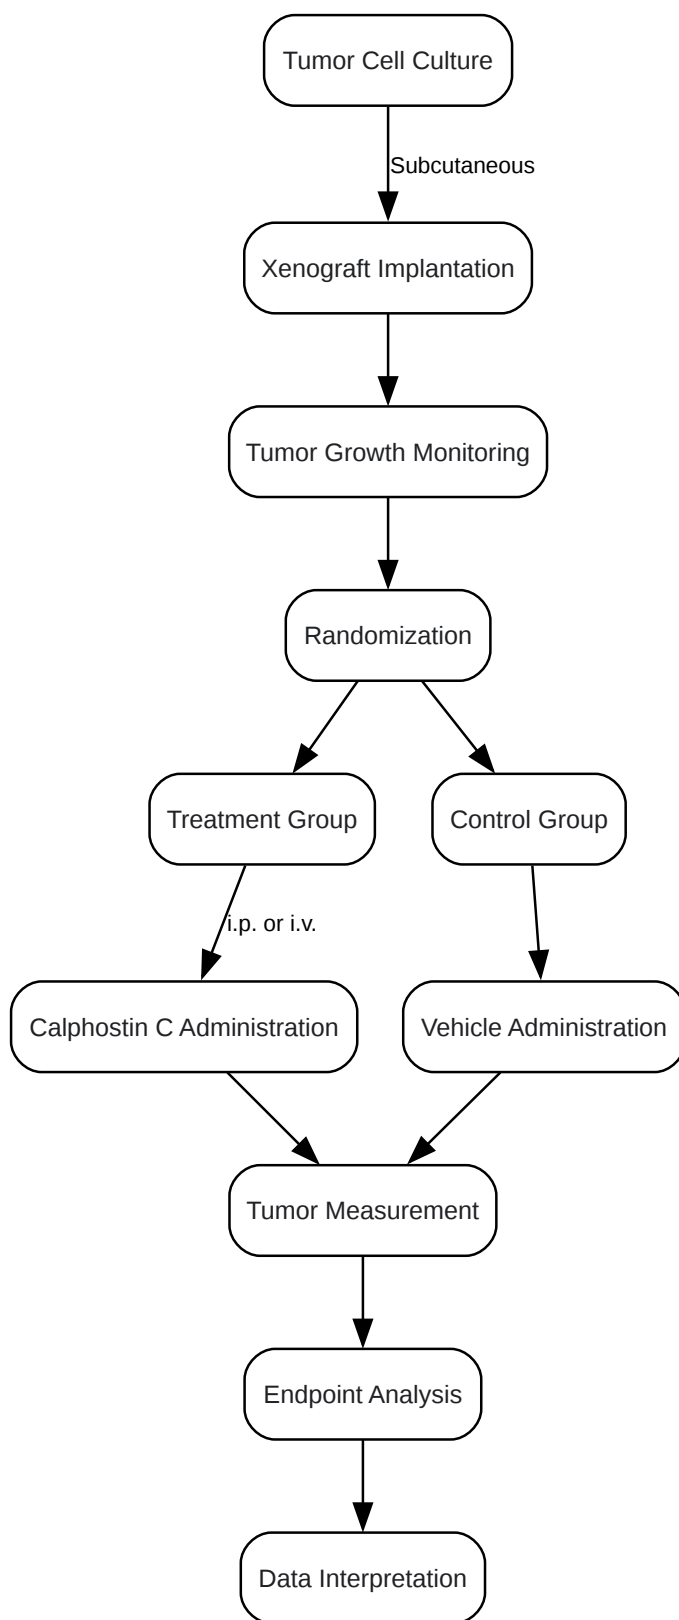 Tumor Cell Culture
Subcutaneous
Xenograft Implantation
Tumor Growth Monitoring
Randomization
Treatment Group
Control Group
i.p. or i.v.
Calphostin C Administration
Vehicle Administration
Tumor Measurement
Endpoint Analysis
Data Interpretation